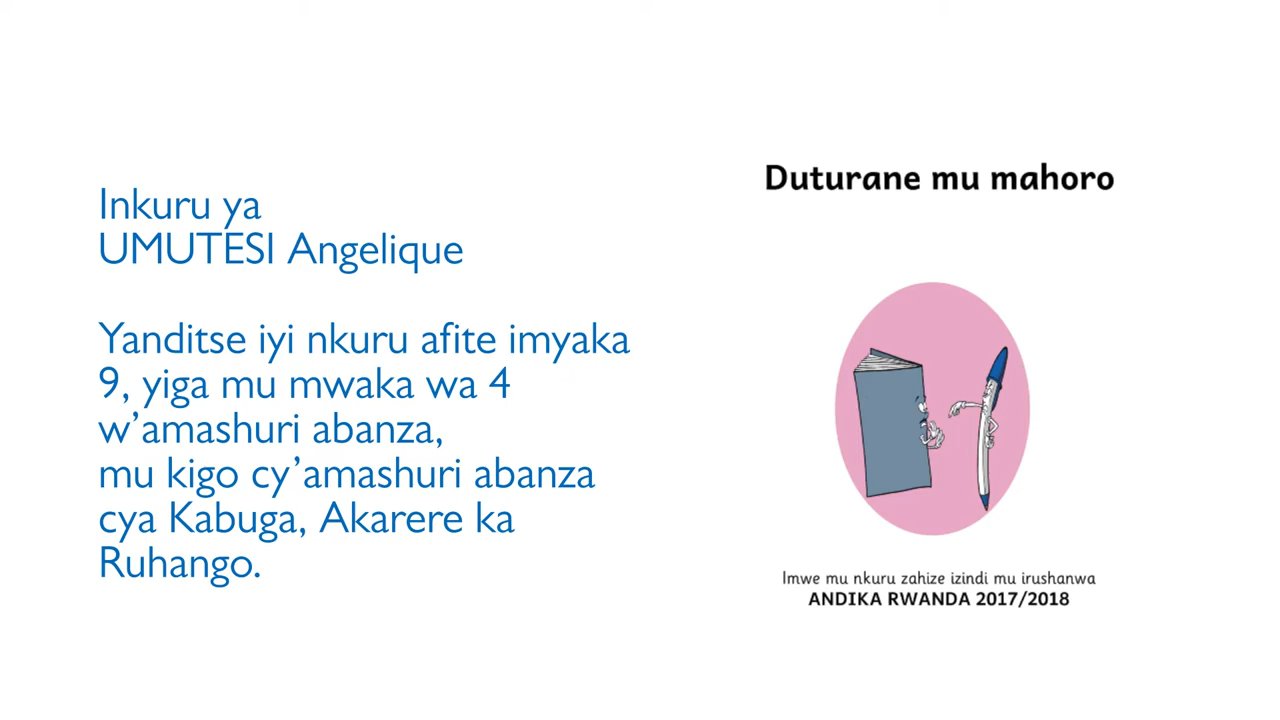 Inkuru ya
UMUTESI Angelique
Yanditse iyi nkuru afite imyaka
9, yiga mu mwaka wa 4
w’amashuri abanza,
mu kigo cy’amashuri abanza
cya Kabuga, Akarere ka
Ruhango.
Duturane mu mahoro
Imwe mu nkuru zahize izindi mu irushanwa
ANDIKA RWANDA 2017/2018